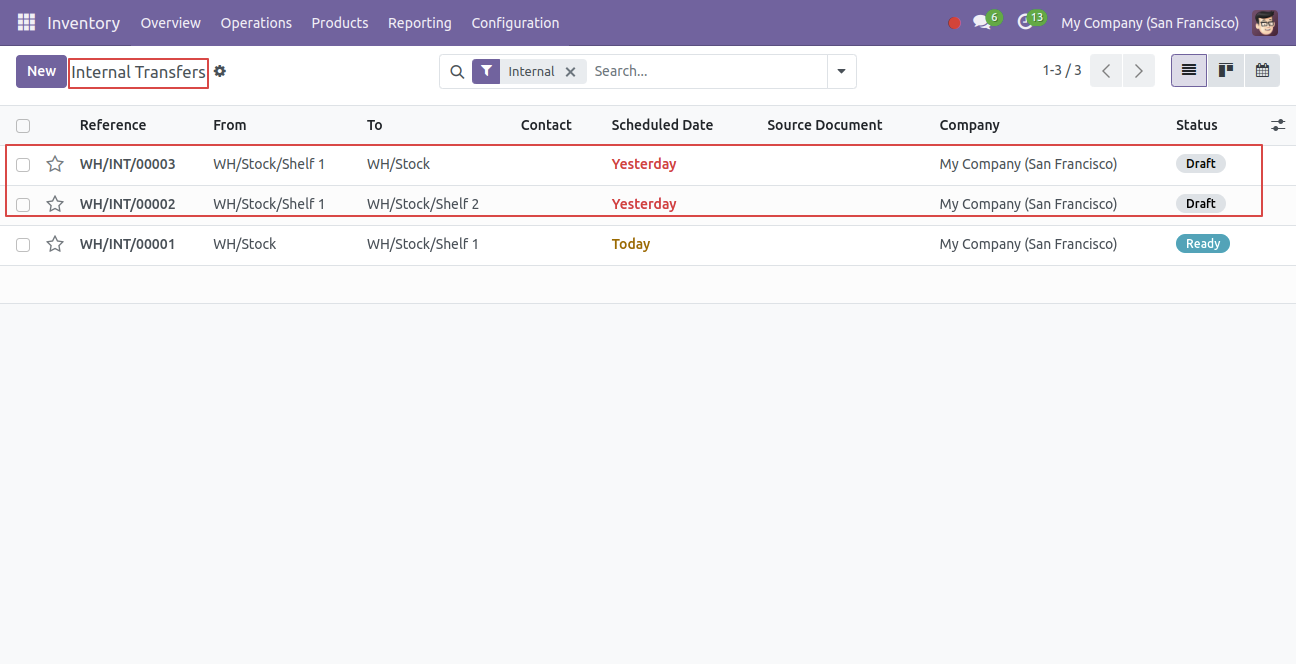 Inventory Overview Operations Products Reporting Configuration 6 13 My Company (San Francisco)
New Internal Transfers Internal Search... 1-3 / 3
Reference From To Contact Scheduled Date Source Document Company Status
WH/INT/00003 WH/Stock/Shelf 1 WH/Stock Yesterday My Company (San Francisco) Draft
WH/INT/00002 WH/Stock/Shelf 1 WH/Stock/Shelf 2 Yesterday My Company (San Francisco) Draft
WH/INT/00001 WH/Stock WH/Stock/Shelf 1 Today My Company (San Francisco) Ready